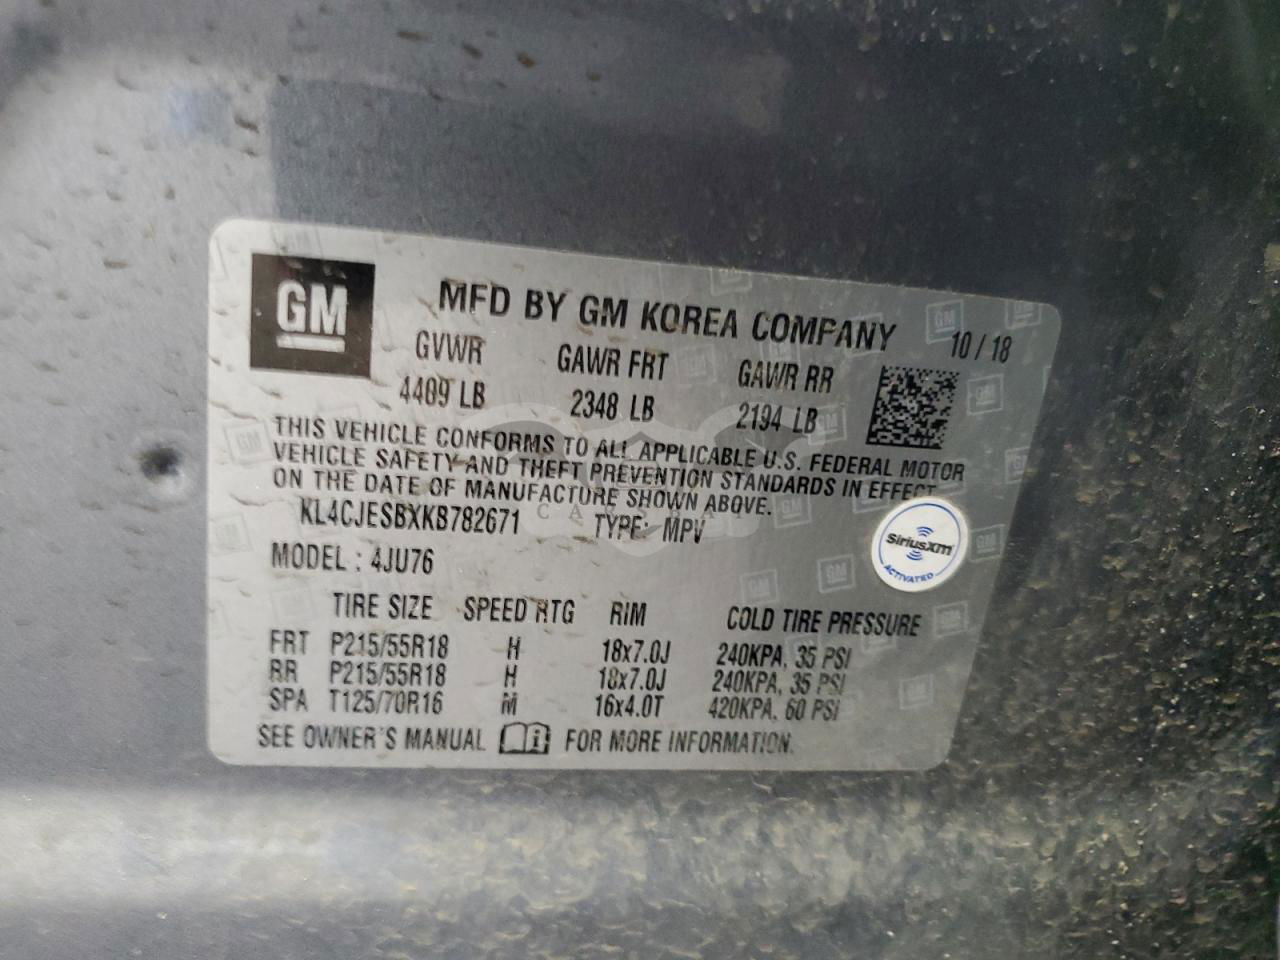 GM
MFD BY GM KOREA COMPANY 10 / 18
GVWR GAWR FRT GAWR RR
4409 LB 2348 LB 2194 LB
THIS VEHICLE CONFORMS TO ALL APPLICABLE U.S. FEDERAL MOTOR
VEHICLE SAFETY AND THEFT PREVENTION STANDARDS IN EFFECT
ON THE DATE OF MANUFACTURE SHOWN ABOVE.
KL4CJESBXKB782671 TYPE: MPV
MODEL : 4JU76
SiriusXM
ACTIVATED
TIRE SIZE SPEED RTG RIM COLD TIRE PRESSURE
FRT P215/55R18 H 18x7.0J 240KPA, 35 PSI
RR P215/55R18 H 18x7.0J 240KPA, 35 PSI
SPA T125/70R16 M 16x4.0T 420KPA, 60 PSI
SEE OWNER'S MANUAL FOR MORE INFORMATION.